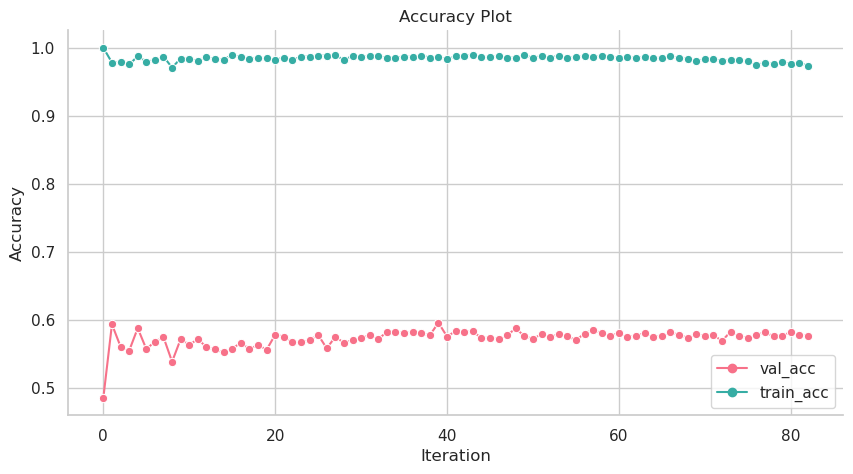 Accuracy Plot
1.0
0.9
0.8
0.7
0.6
0.5
Accuracy
0 20 40 60 80
Iteration
val_acc
train_acc